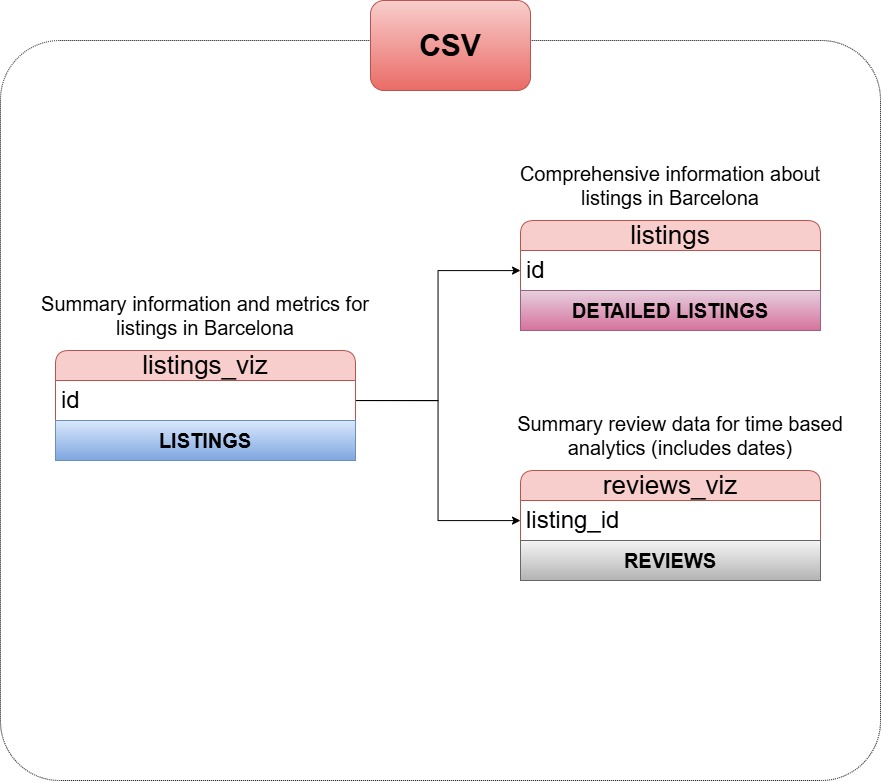 CSV
Comprehensive information about
listings in Barcelona
listings
id
DETAILED LISTINGS
Summary information and metrics for
listings in Barcelona
listings_viz
id
LISTINGS
Summary review data for time based
analytics (includes dates)
reviews_viz
listing_id
REVIEWS